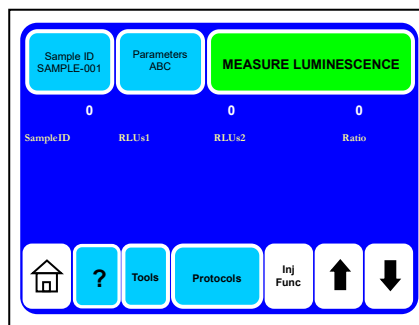 Sample ID
SAMPLE-001
Parameters
ABC
MEASURE LUMINESCENCE
0 0 0
SampleID RLUs1 RLUs2 Ratio
?
Tools
Protocols
Inj
Func